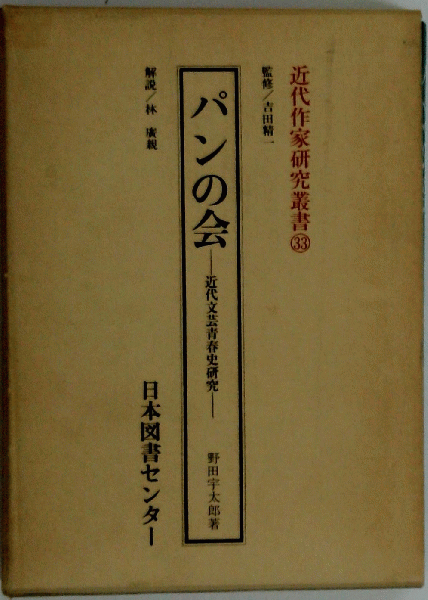 近代作家研究叢書㉝
監修／吉田精一
パンの会
―近代文芸青春史研究―
野田宇太郎著
解説／林 廣親
日本図書センター